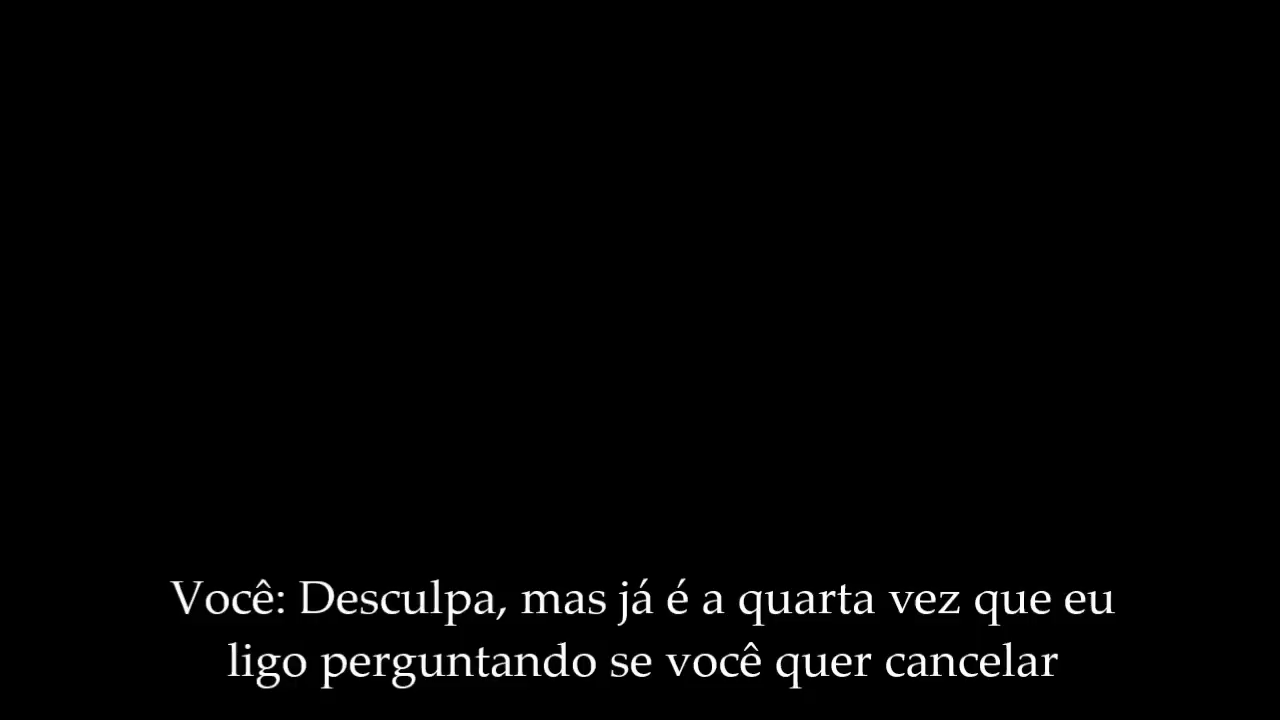 Você: Desculpa, mas já é a quarta vez que eu
ligo perguntando se você quer cancelar